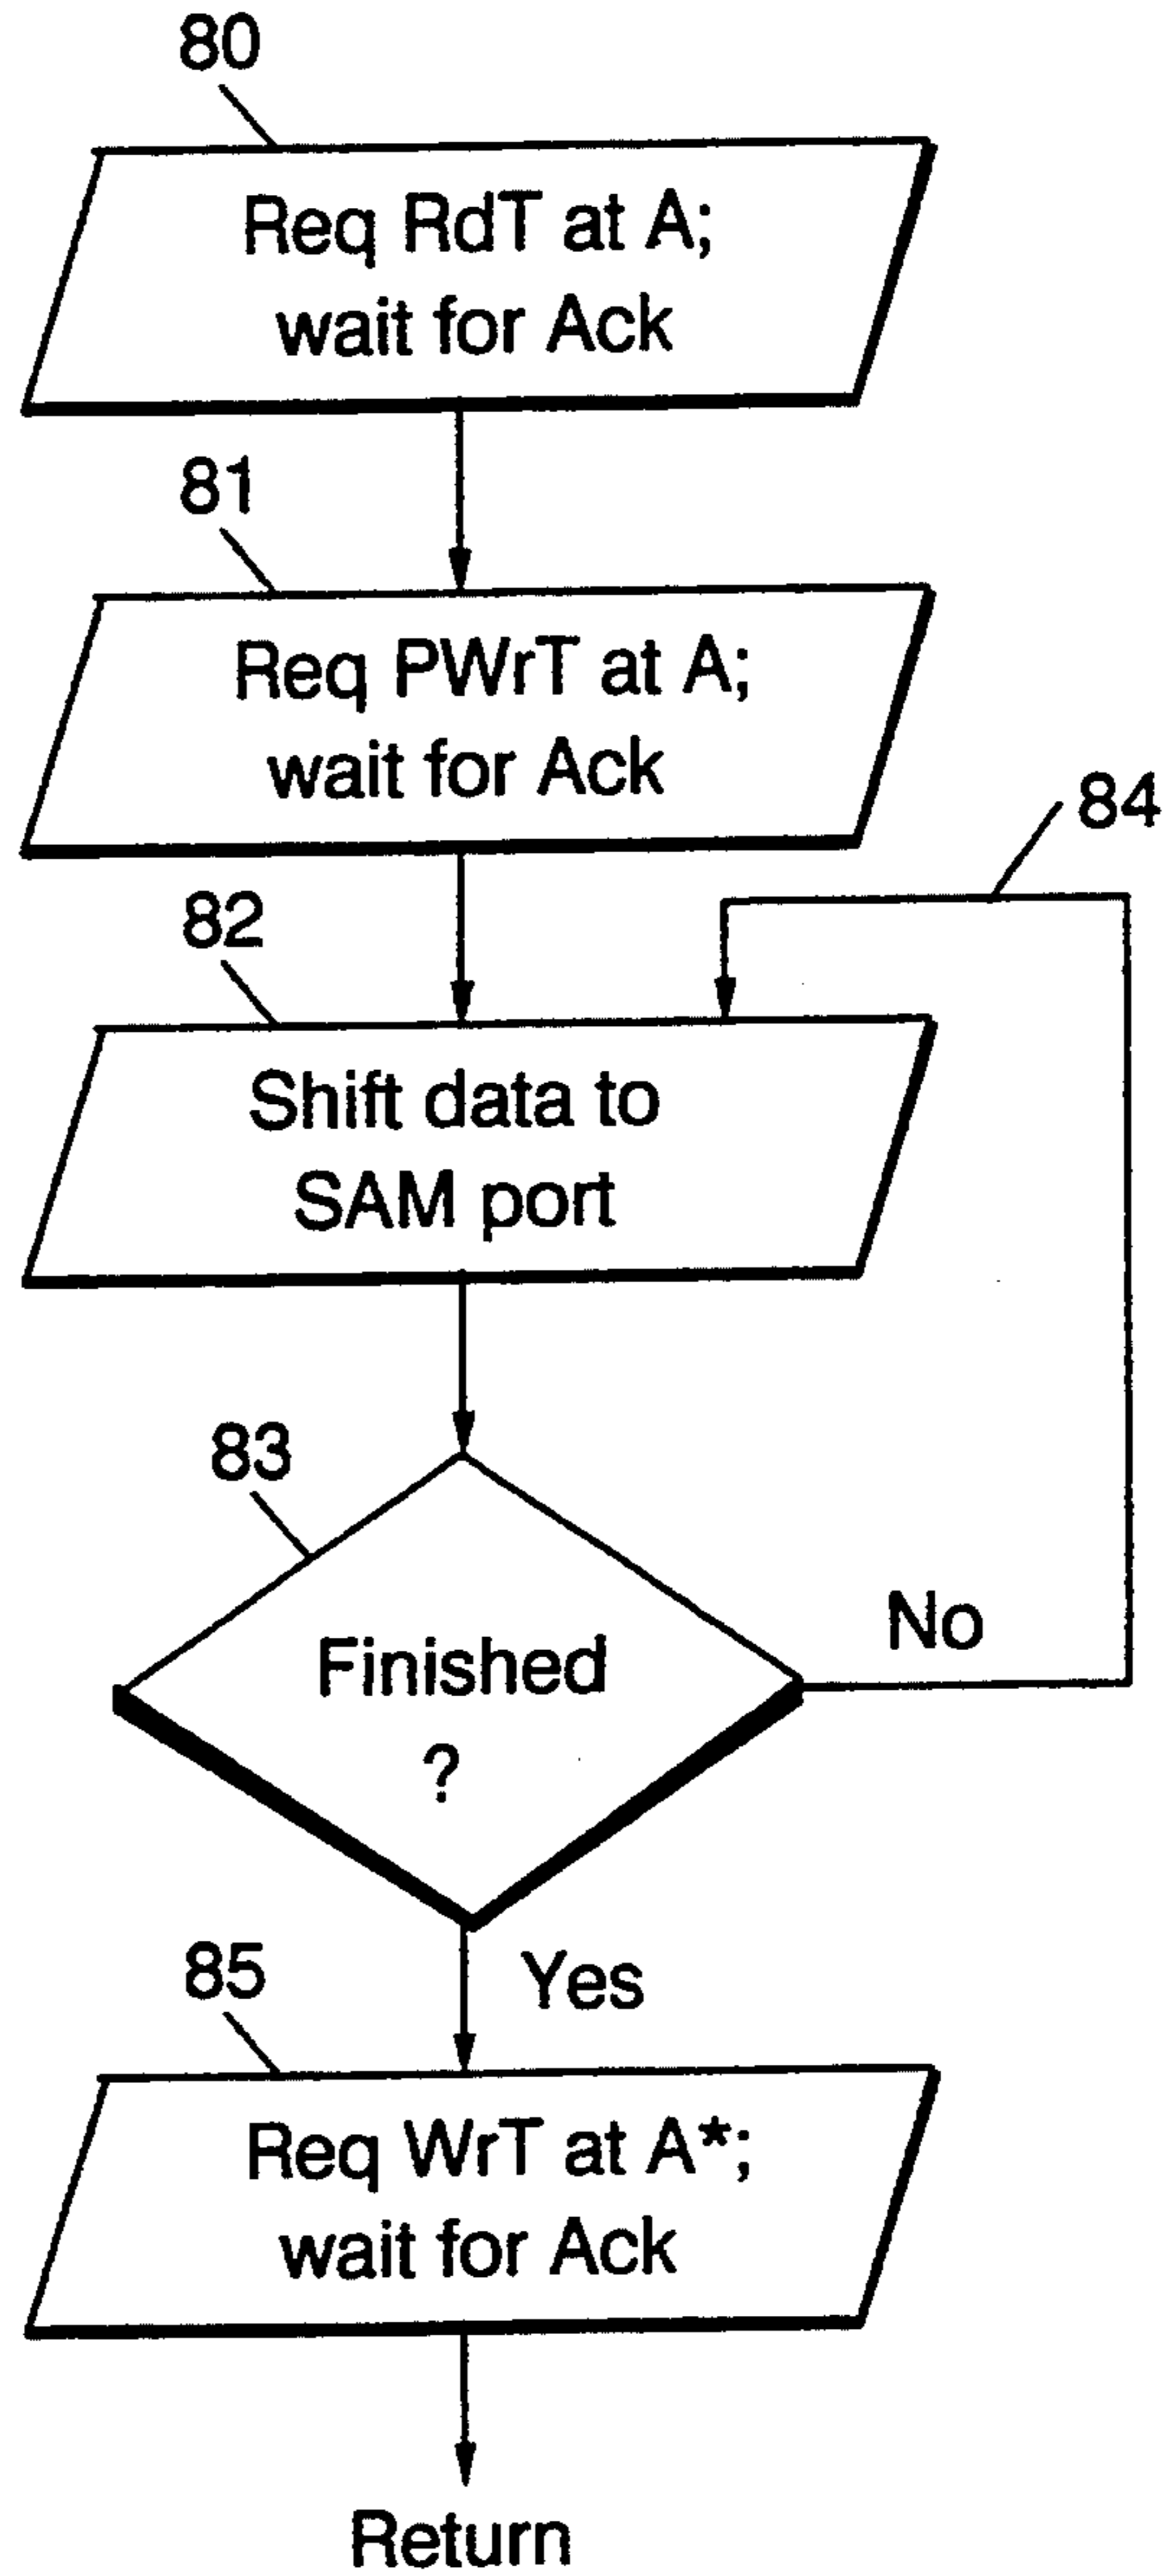 80
Req RdT at A;
wait for Ack
81
Req PWrT at A;
wait for Ack
84
82
Shift data to
SAM port
83
Finished
?
No
Yes
85
Req WrT at A*;
wait for Ack
Return